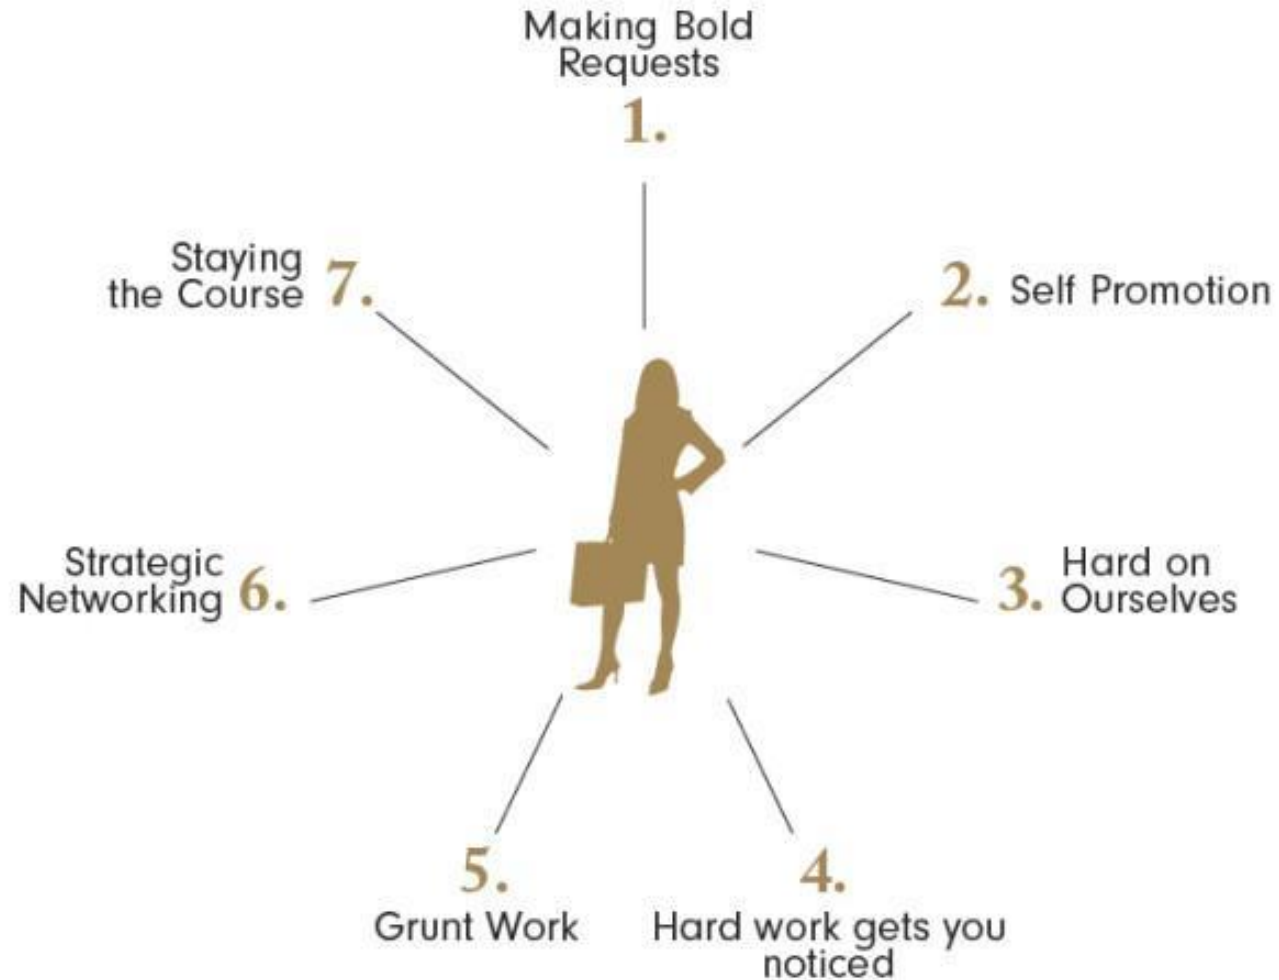 Making Bold
Requests
1.
2. Self Promotion
3. Hard on
Ourselves
4.
Hard work gets you
noticed
5.
Grunt Work
Strategic
Networking 6.
Staying
the Course 7.